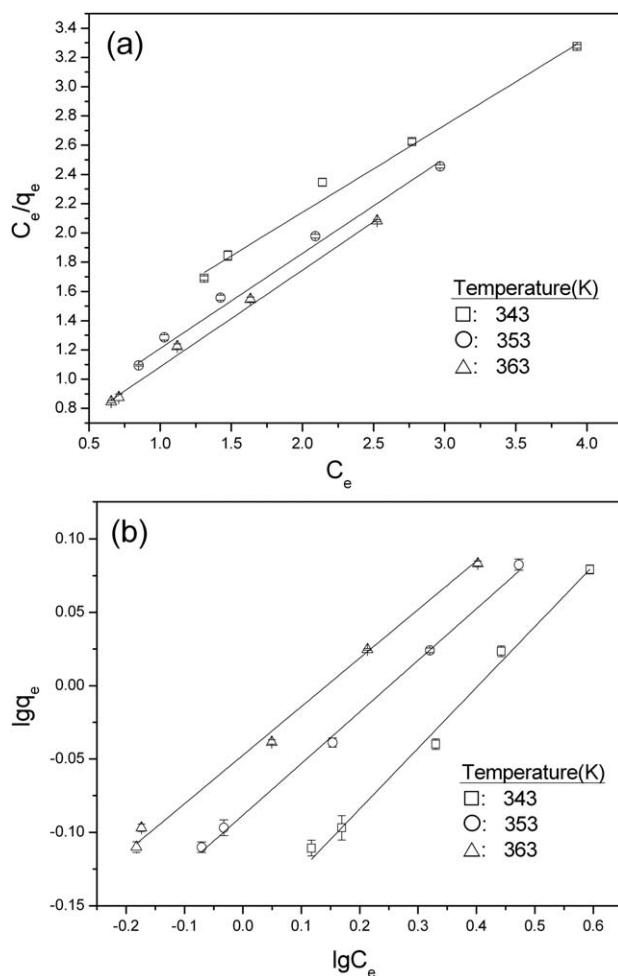 (a)
3.4
3.2
3.0
2.8
2.6
2.4
2.2
2.0
1.8
1.6
1.4
1.2
1.0
0.8
C_e/q_e
Temperature(K)
□: 343
○: 353
△: 363
0.5 1.0 1.5 2.0 2.5 3.0 3.5 4.0
C_e
(b)
0.10
0.05
0.00
-0.05
-0.10
-0.15
lgq_e
Temperature(K)
□: 343
○: 353
△: 363
-0.2 -0.1 0.0 0.1 0.2 0.3 0.4 0.5 0.6
lgC_e